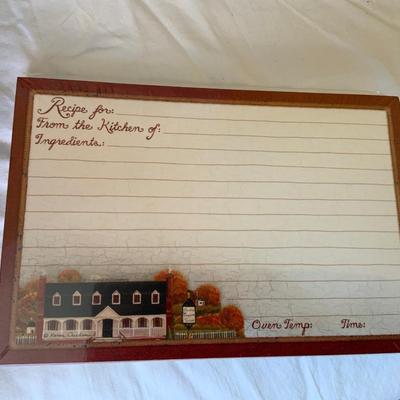 Recipe for:
From the Kitchen of:
Ingredients:
Oven Temp: Time: